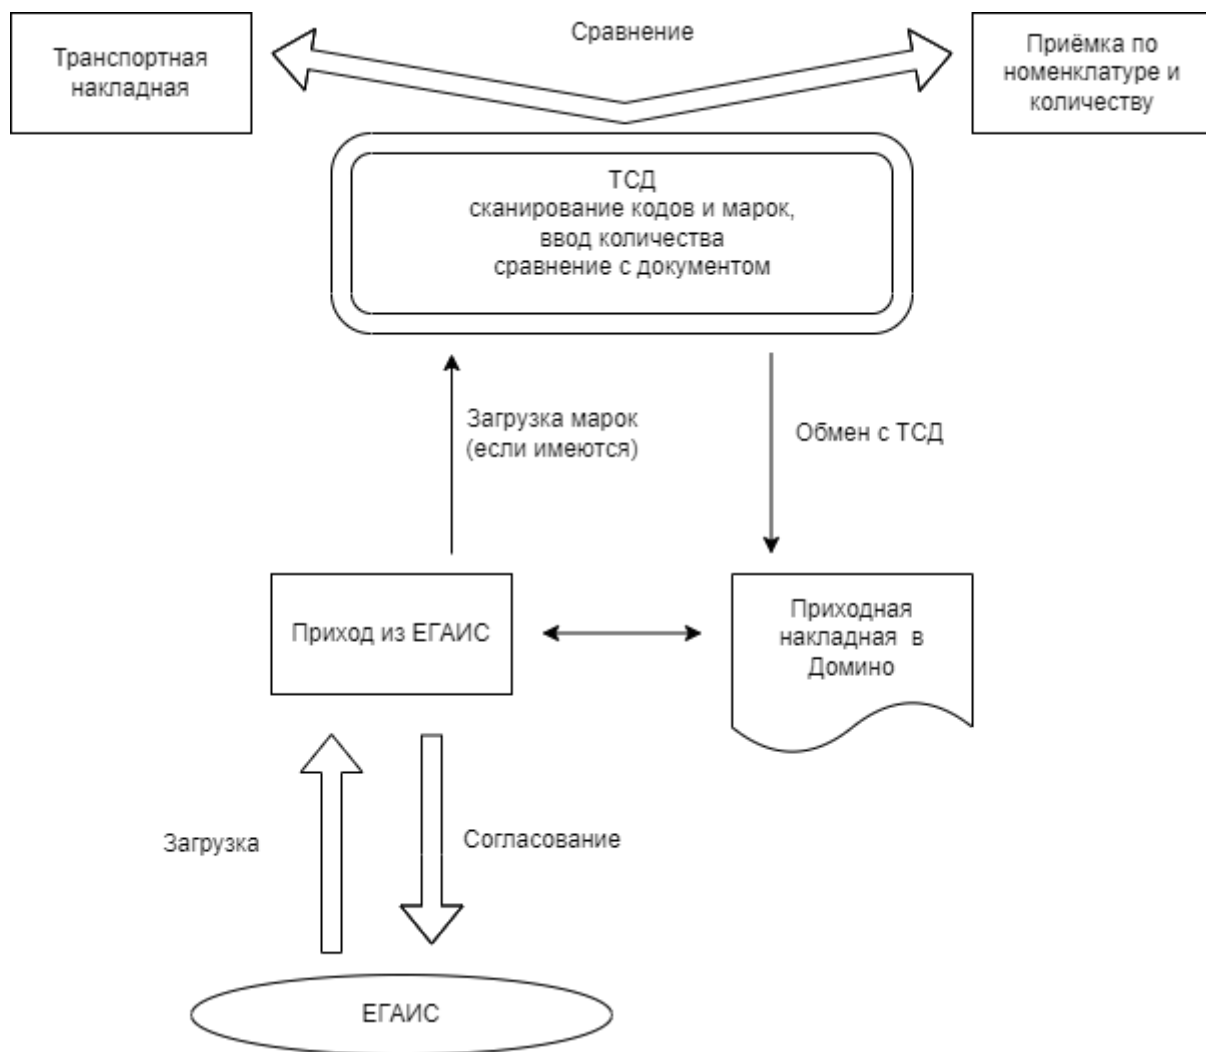 Сравнение
Транспортная
накладная
Приёмка по
номенклатуре и
количеству
ТСД
сканирование кодов и марок,
ввод количества
сравнение с документом
Загрузка марок
(если имеются)
Обмен с ТСД
Приход из ЕГАИС
Приходная
накладная в
Домино
Загрузка
Согласование
ЕГАИС